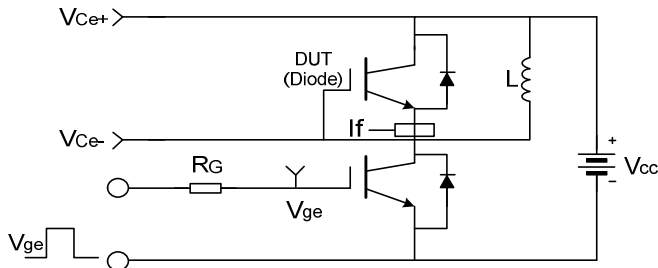 VCe+
DUT
(Diode)
L
VCe-
If
RG
Vge
+
Vcc
−
Vge